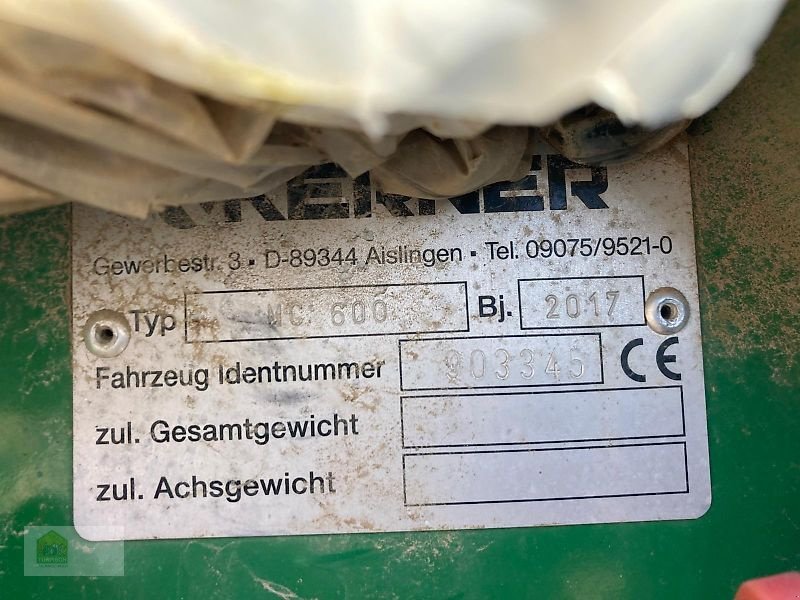 KERNER
Gewerbestr. 3 • D-89344 Aislingen • Tel. 09075/9521-0
Typ MC 600 Bj. 2017
Fahrzeug Identnummer 903345 CE
zul. Gesamtgewicht
zul. Achsgewicht